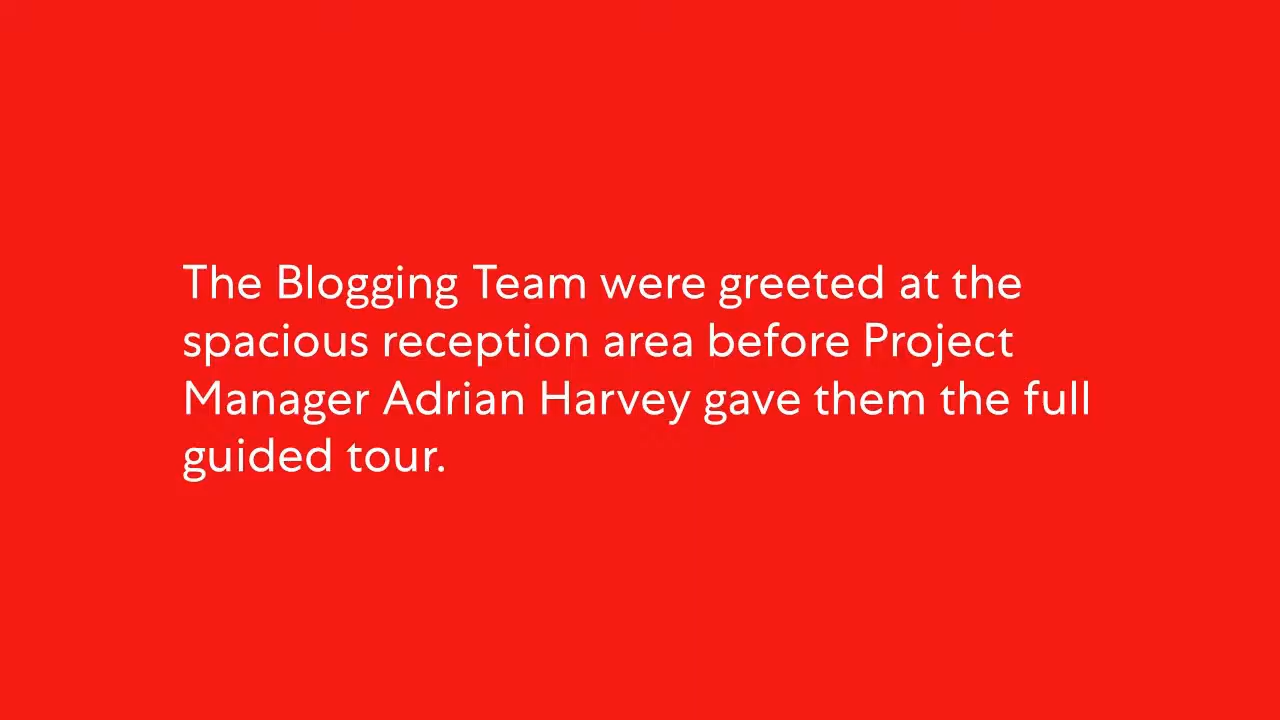 The Blogging Team were greeted at the
spacious reception area before Project
Manager Adrian Harvey gave them the full
guided tour.